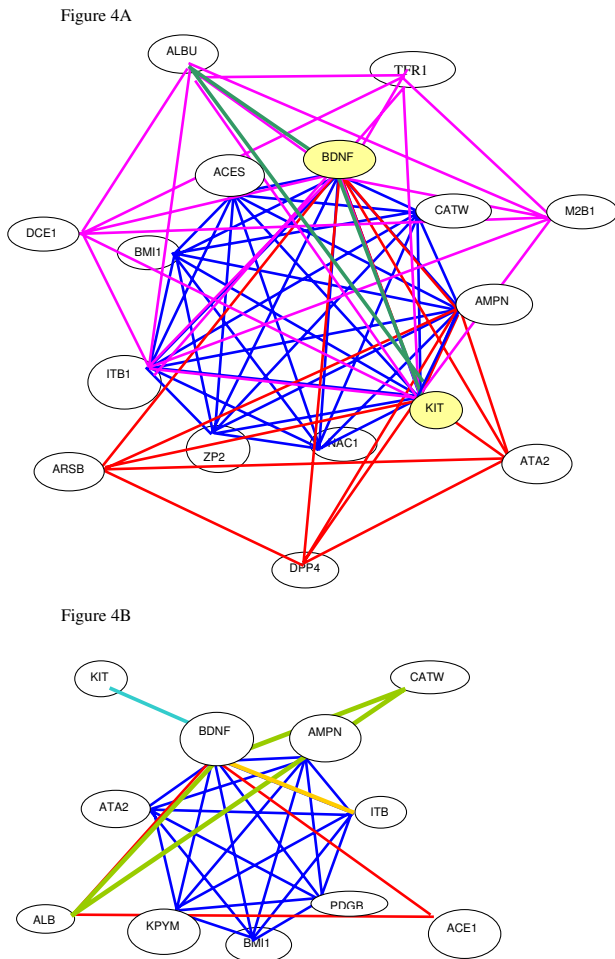 Figure 4A
ALBU
TFR1
BDNF
ACES
CATW
M2B1
DCE1
BMI1
AMPN
ITB1
KIT
ZP2
NAC1
ARSB
ATA2
DPP4
Figure 4B
KIT
CATW
BDNF
AMPN
ATA2
ITB
PDGB
ALB
KPYM
BMI1
ACE1